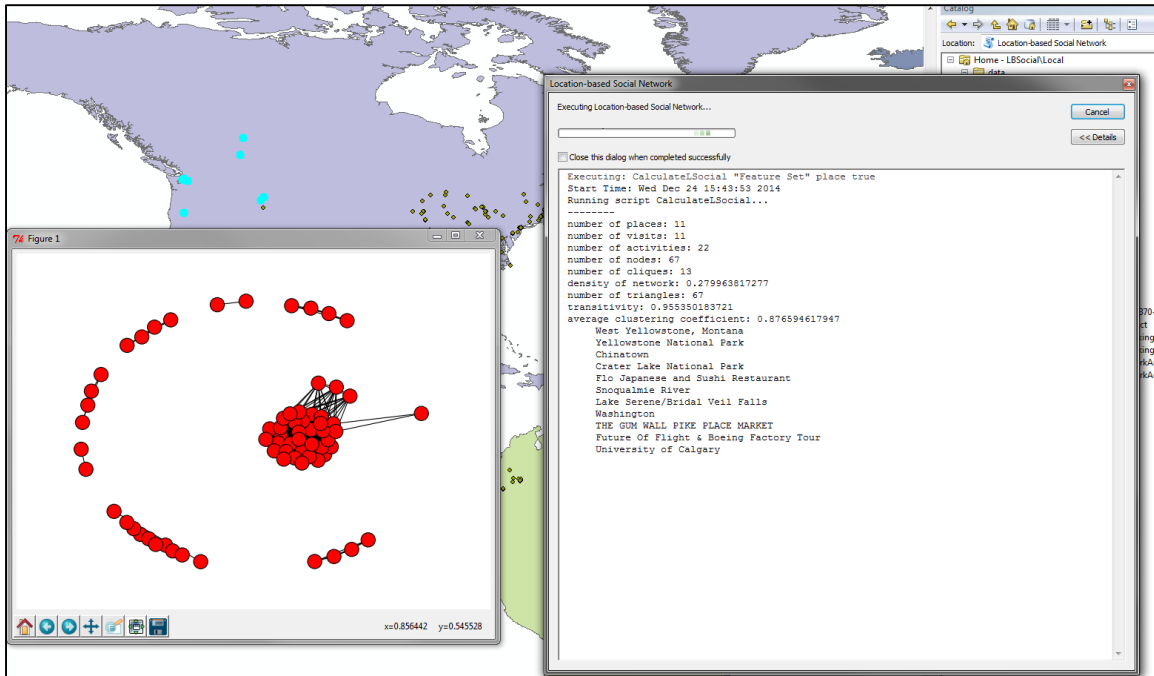 Catalog
Location: Location-based Social Network
Home - LBSocial\Local
data
Location-based Social Network
Executing Location-based Social Network...
Cancel
<< Details
Close this dialog when completed successfully
Executing: CalculateLSocial "Feature Set" place true
Start Time: Wed Dec 24 15:43:53 2014
Running script CalculateLSocial...
--------
number of places: 11
number of visits: 11
number of activities: 22
number of nodes: 67
number of cliques: 13
density of network: 0.279963817277
number of triangles: 67
transitivity: 0.955350183721
average clustering coefficient: 0.876594617947
West Yellowstone, Montana
Yellowstone National Park
Chinatown
Crater Lake National Park
Flo Japanese and Sushi Restaurant
Snoqualmie River
Lake Serene/Bridal Veil Falls
Washington
THE GUM WALL PIKE PLACE MARKET
Future Of Flight & Boeing Factory Tour
University of Calgary
Figure 1
x=0.856442 y=0.545528